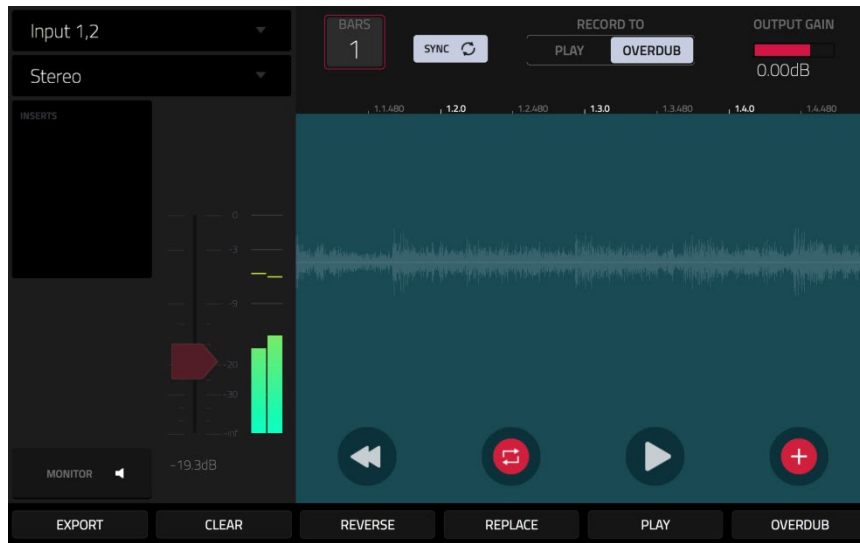 Input 1,2
Stereo
INSERTS
0
-3
-9
-20
-30
-inf
MONITOR
-19.3dB
BARS
1
SYNC
RECORD TO
PLAY OVERDUB
OUTPUT GAIN
0.00dB
1.1.480 1.2.0 1.2.480 1.3.0 1.3.480 1.4.0 1.4.480
EXPORT CLEAR REVERSE REPLACE PLAY OVERDUB